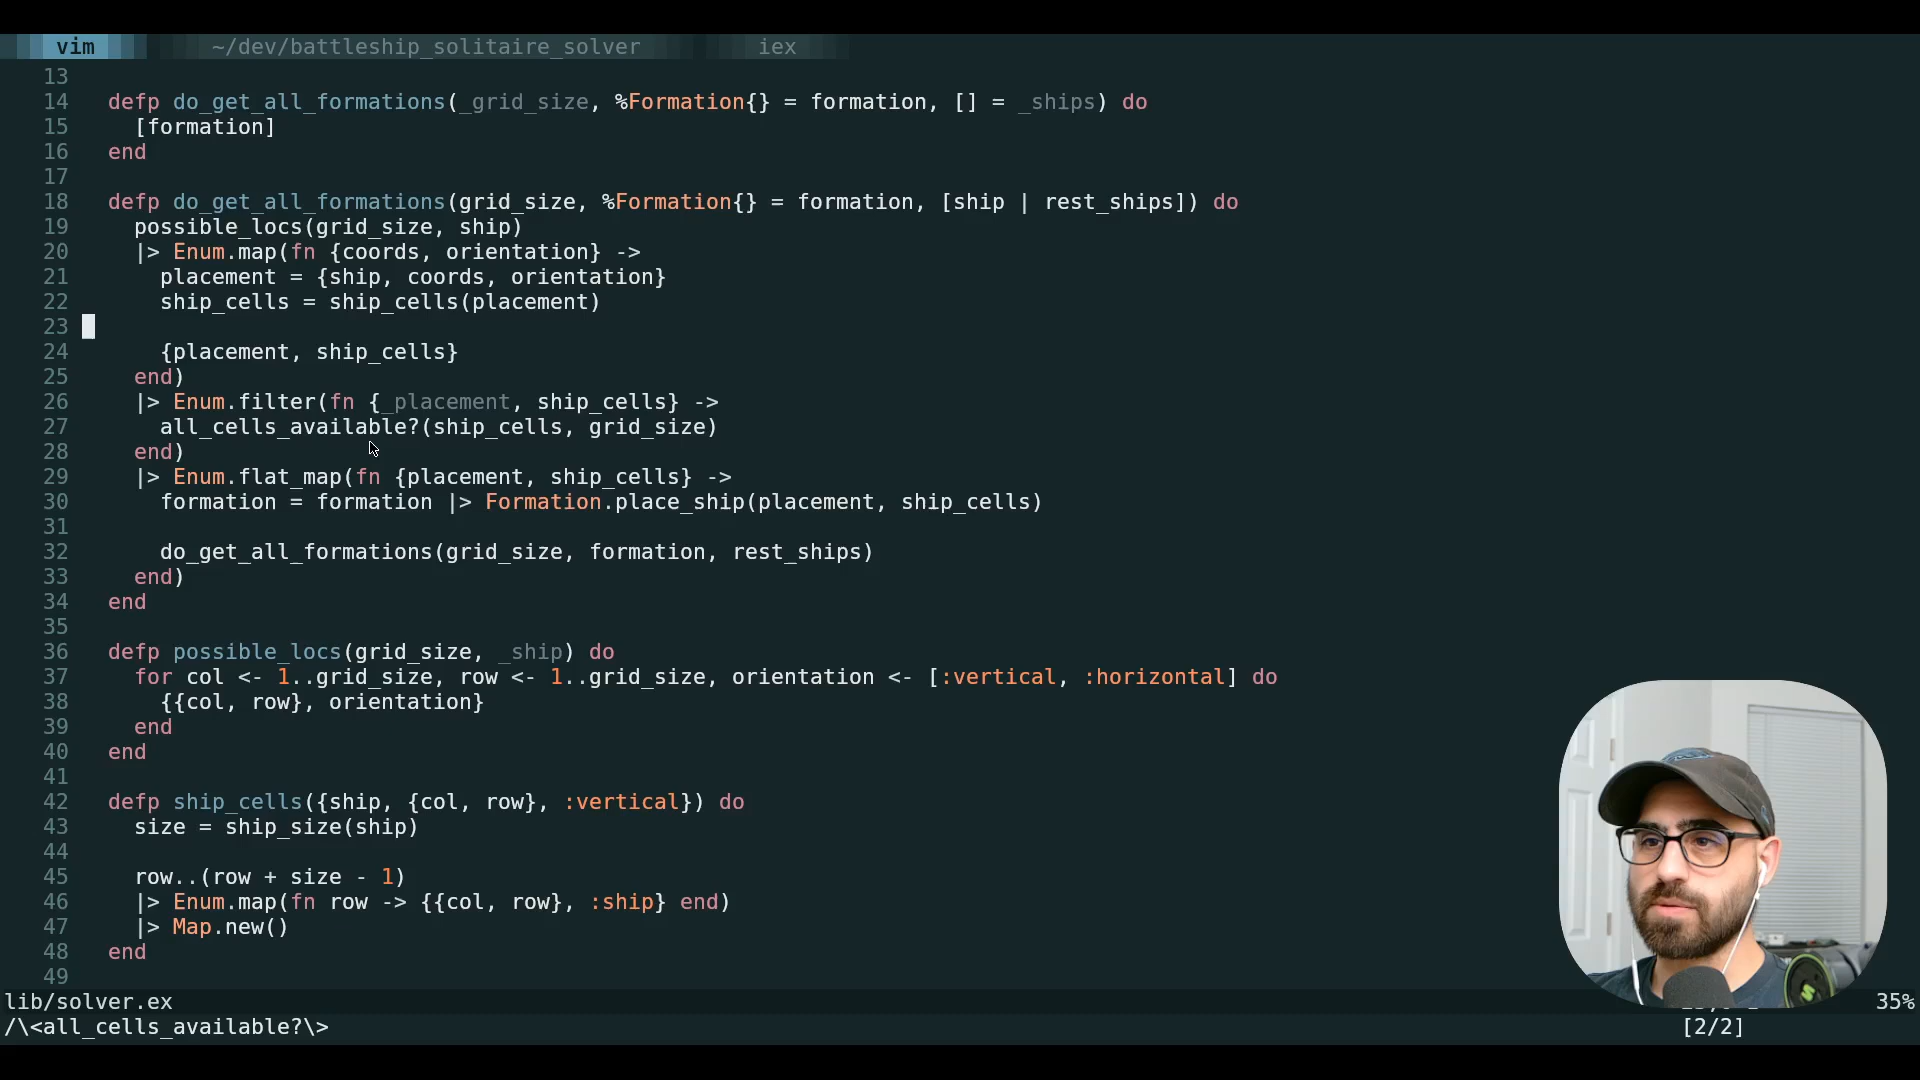 vim ~/dev/battleship_solitaire_solver iex
13
14 defp do_get_all_formations(_grid_size, %Formation{} = formation, [] = _ships) do
15 [formation]
16 end
17
18 defp do_get_all_formations(grid_size, %Formation{} = formation, [ship | rest_ships]) do
19 possible_locs(grid_size, ship)
20 |> Enum.map(fn {coords, orientation} ->
21 placement = {ship, coords, orientation}
22 ship_cells = ship_cells(placement)
23
24 {placement, ship_cells}
25 end)
26 |> Enum.filter(fn {_placement, ship_cells} ->
27 all_cells_available?(ship_cells, grid_size)
28 end)
29 |> Enum.flat_map(fn {placement, ship_cells} ->
30 formation = formation |> Formation.place_ship(placement, ship_cells)
31
32 do_get_all_formations(grid_size, formation, rest_ships)
33 end)
34 end
35
36 defp possible_locs(grid_size, _ship) do
37 for col <- 1..grid_size, row <- 1..grid_size, orientation <- [:vertical, :horizontal] do
38 {{col, row}, orientation}
39 end
40 end
41
42 defp ship_cells({ship, {col, row}, :vertical}) do
43 size = ship_size(ship)
44
45 row..(row + size - 1)
46 |> Enum.map(fn row -> {{col, row}, :ship} end)
47 |> Map.new()
48 end
49
lib/solver.ex 35%
/\<all_cells_available?\> [2/2]